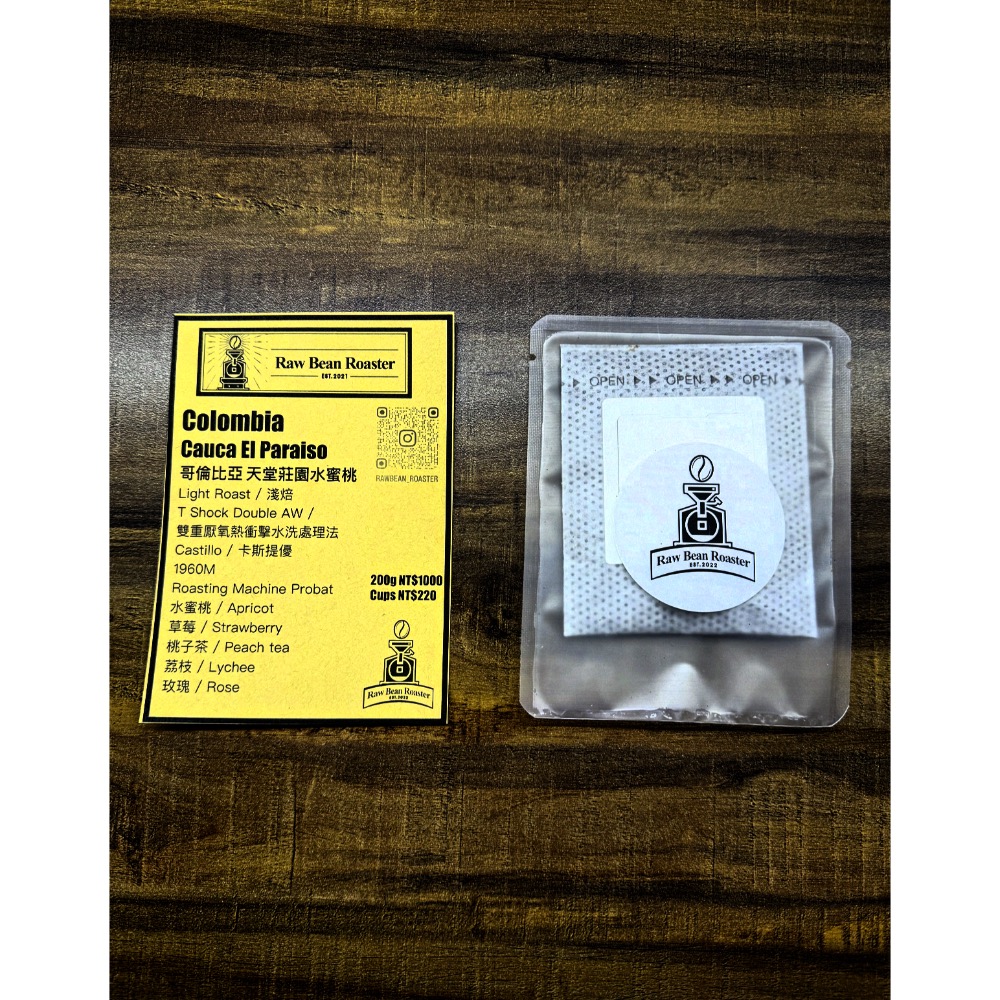 Raw Bean Roaster
EST.2021
Colombia
Cauca El Paraiso
哥倫比亞 天堂莊園水蜜桃
RAWBEAN_ROASTER
Light Roast / 淺焙
T Shock Double AW /
雙重厭氧熱衝擊水洗處理法
Castillo / 卡斯提優
1960M
Roasting Machine Probat
200g NT$1000
Cups NT$220
水蜜桃 / Apricot
草莓 / Strawberry
桃子茶 / Peach tea
荔枝 / Lychee
玫瑰 / Rose
Raw Bean Roaster
EST.2022
OPEN OPEN OPEN
Raw Bean Roaster
EST.2022